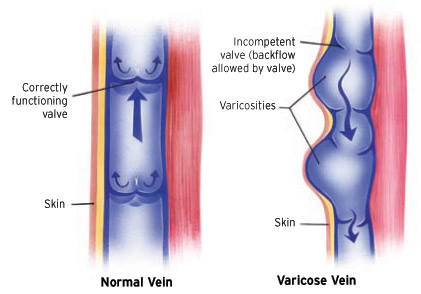 Correctly
functioning
valve
Skin
Normal Vein
Incompetent
valve (backflow
allowed by valve)
Varicosities
Skin
Varicose Vein